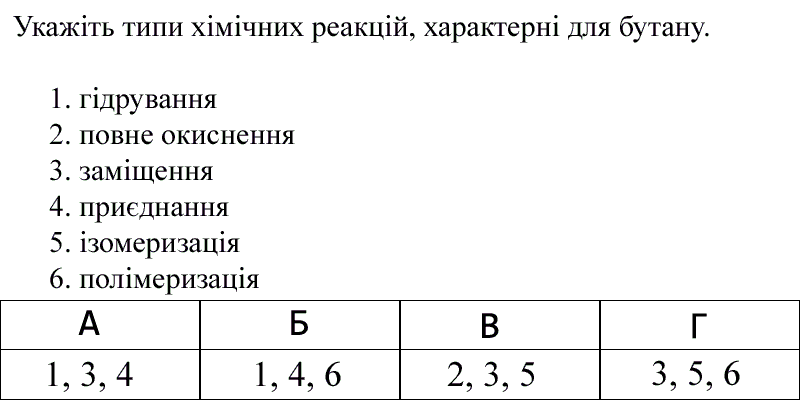 Укажіть типи хімічних реакцій, характерні для бутану.
1. гідрування
2. повне окиснення
3. заміщення
4. приєднання
5. ізомеризація
6. полімеризація
А Б В Г
1, 3, 4 1, 4, 6 2, 3, 5 3, 5, 6